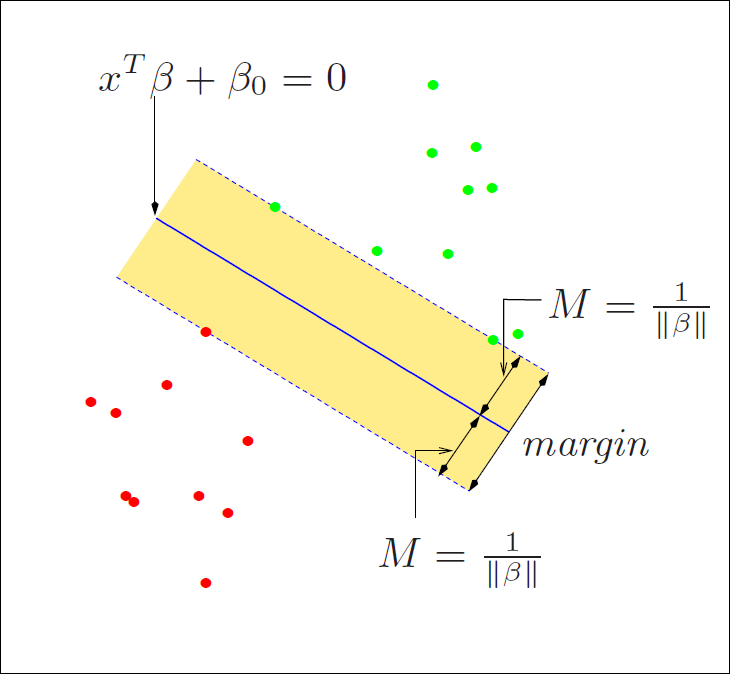 x^T β + β_0 = 0
M = 1/‖β‖
margin
M = 1/‖β‖